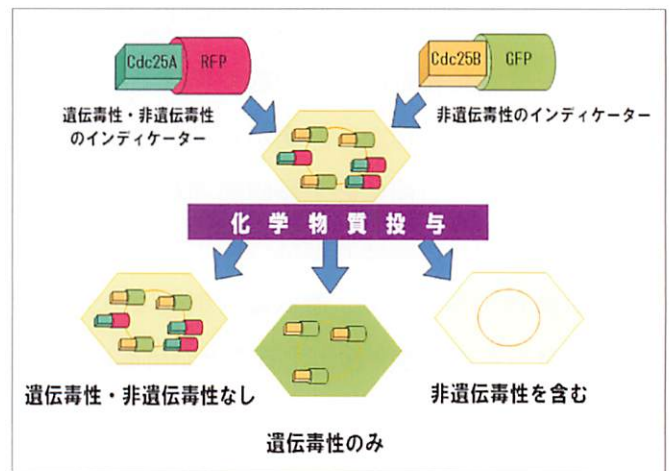 Cdc25A RFP
Cdc25B GFP
遺伝毒性・非遺伝毒性
のインディケーター
非遺伝毒性のインディケーター
化学物質投与
遺伝毒性・非遺伝毒性なし
遺伝毒性のみ
非遺伝毒性を含む